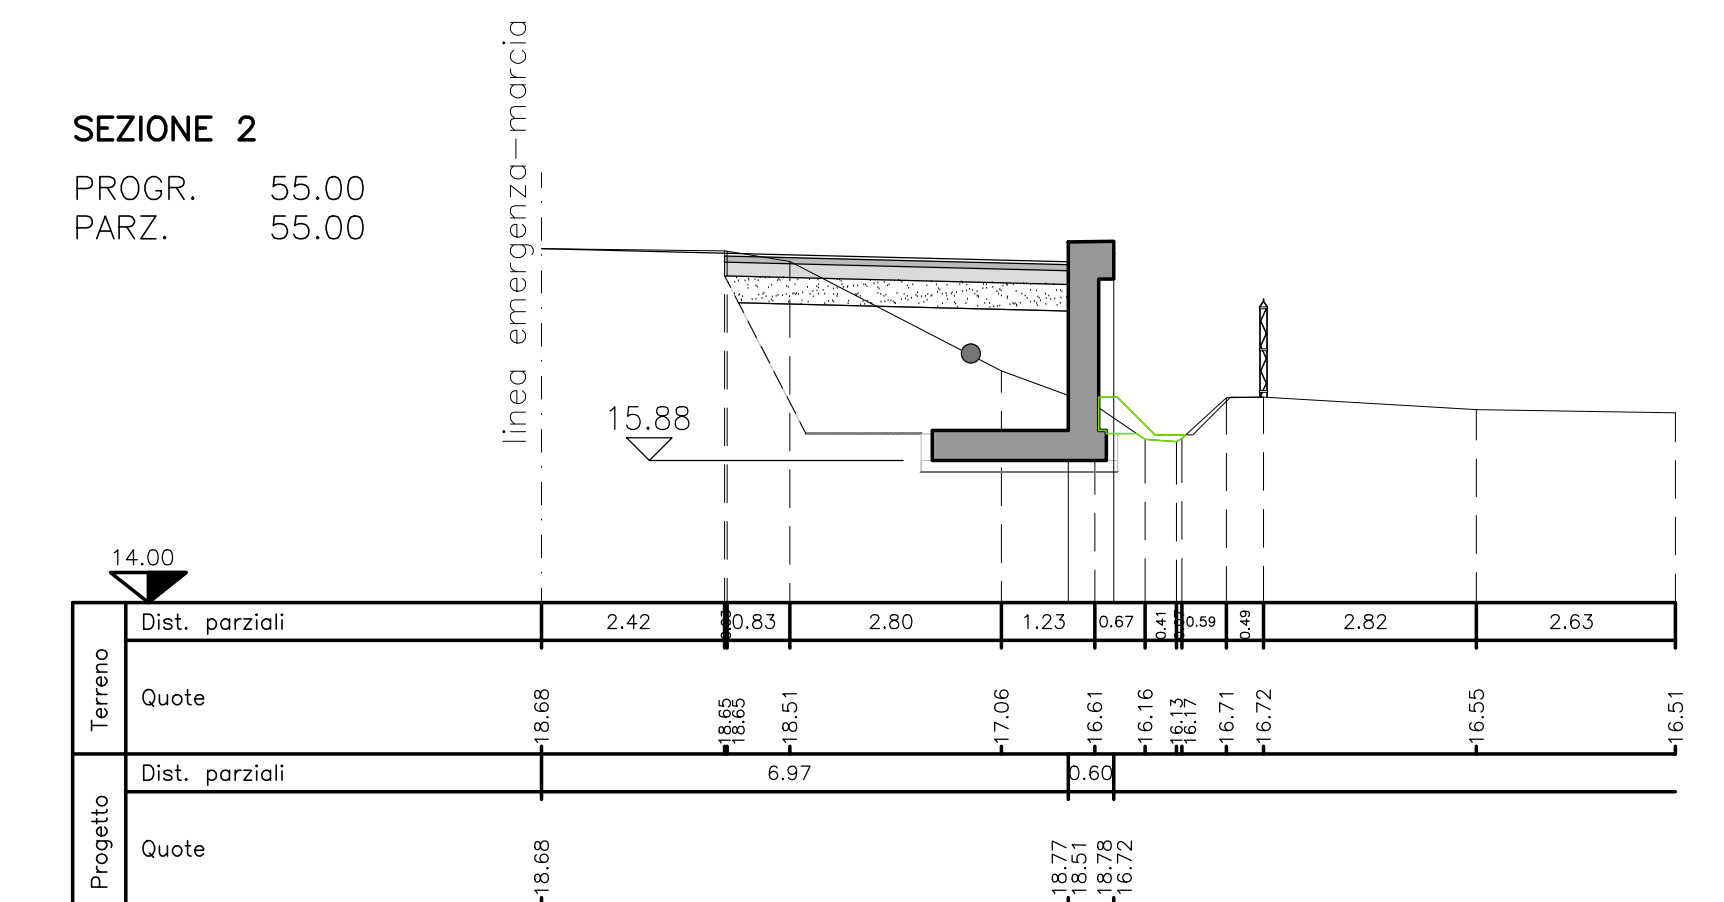 linea emergenza-marcia
SEZIONE 2
PROGR. 55.00
PARZ. 55.00
15.88
14.00
Terreno
Dist. parziali 2.42 0.83 2.80 1.23 0.67 0.41 0.59 0.49 2.82 2.63
Quote 18.68 18.65 18.65 18.51 17.06 16.61 16.16 16.13 16.17 16.71 16.72 16.55 16.51
Progetto
Dist. parziali 6.97 0.60
Quote 18.68 18.77 18.51 18.78 16.72